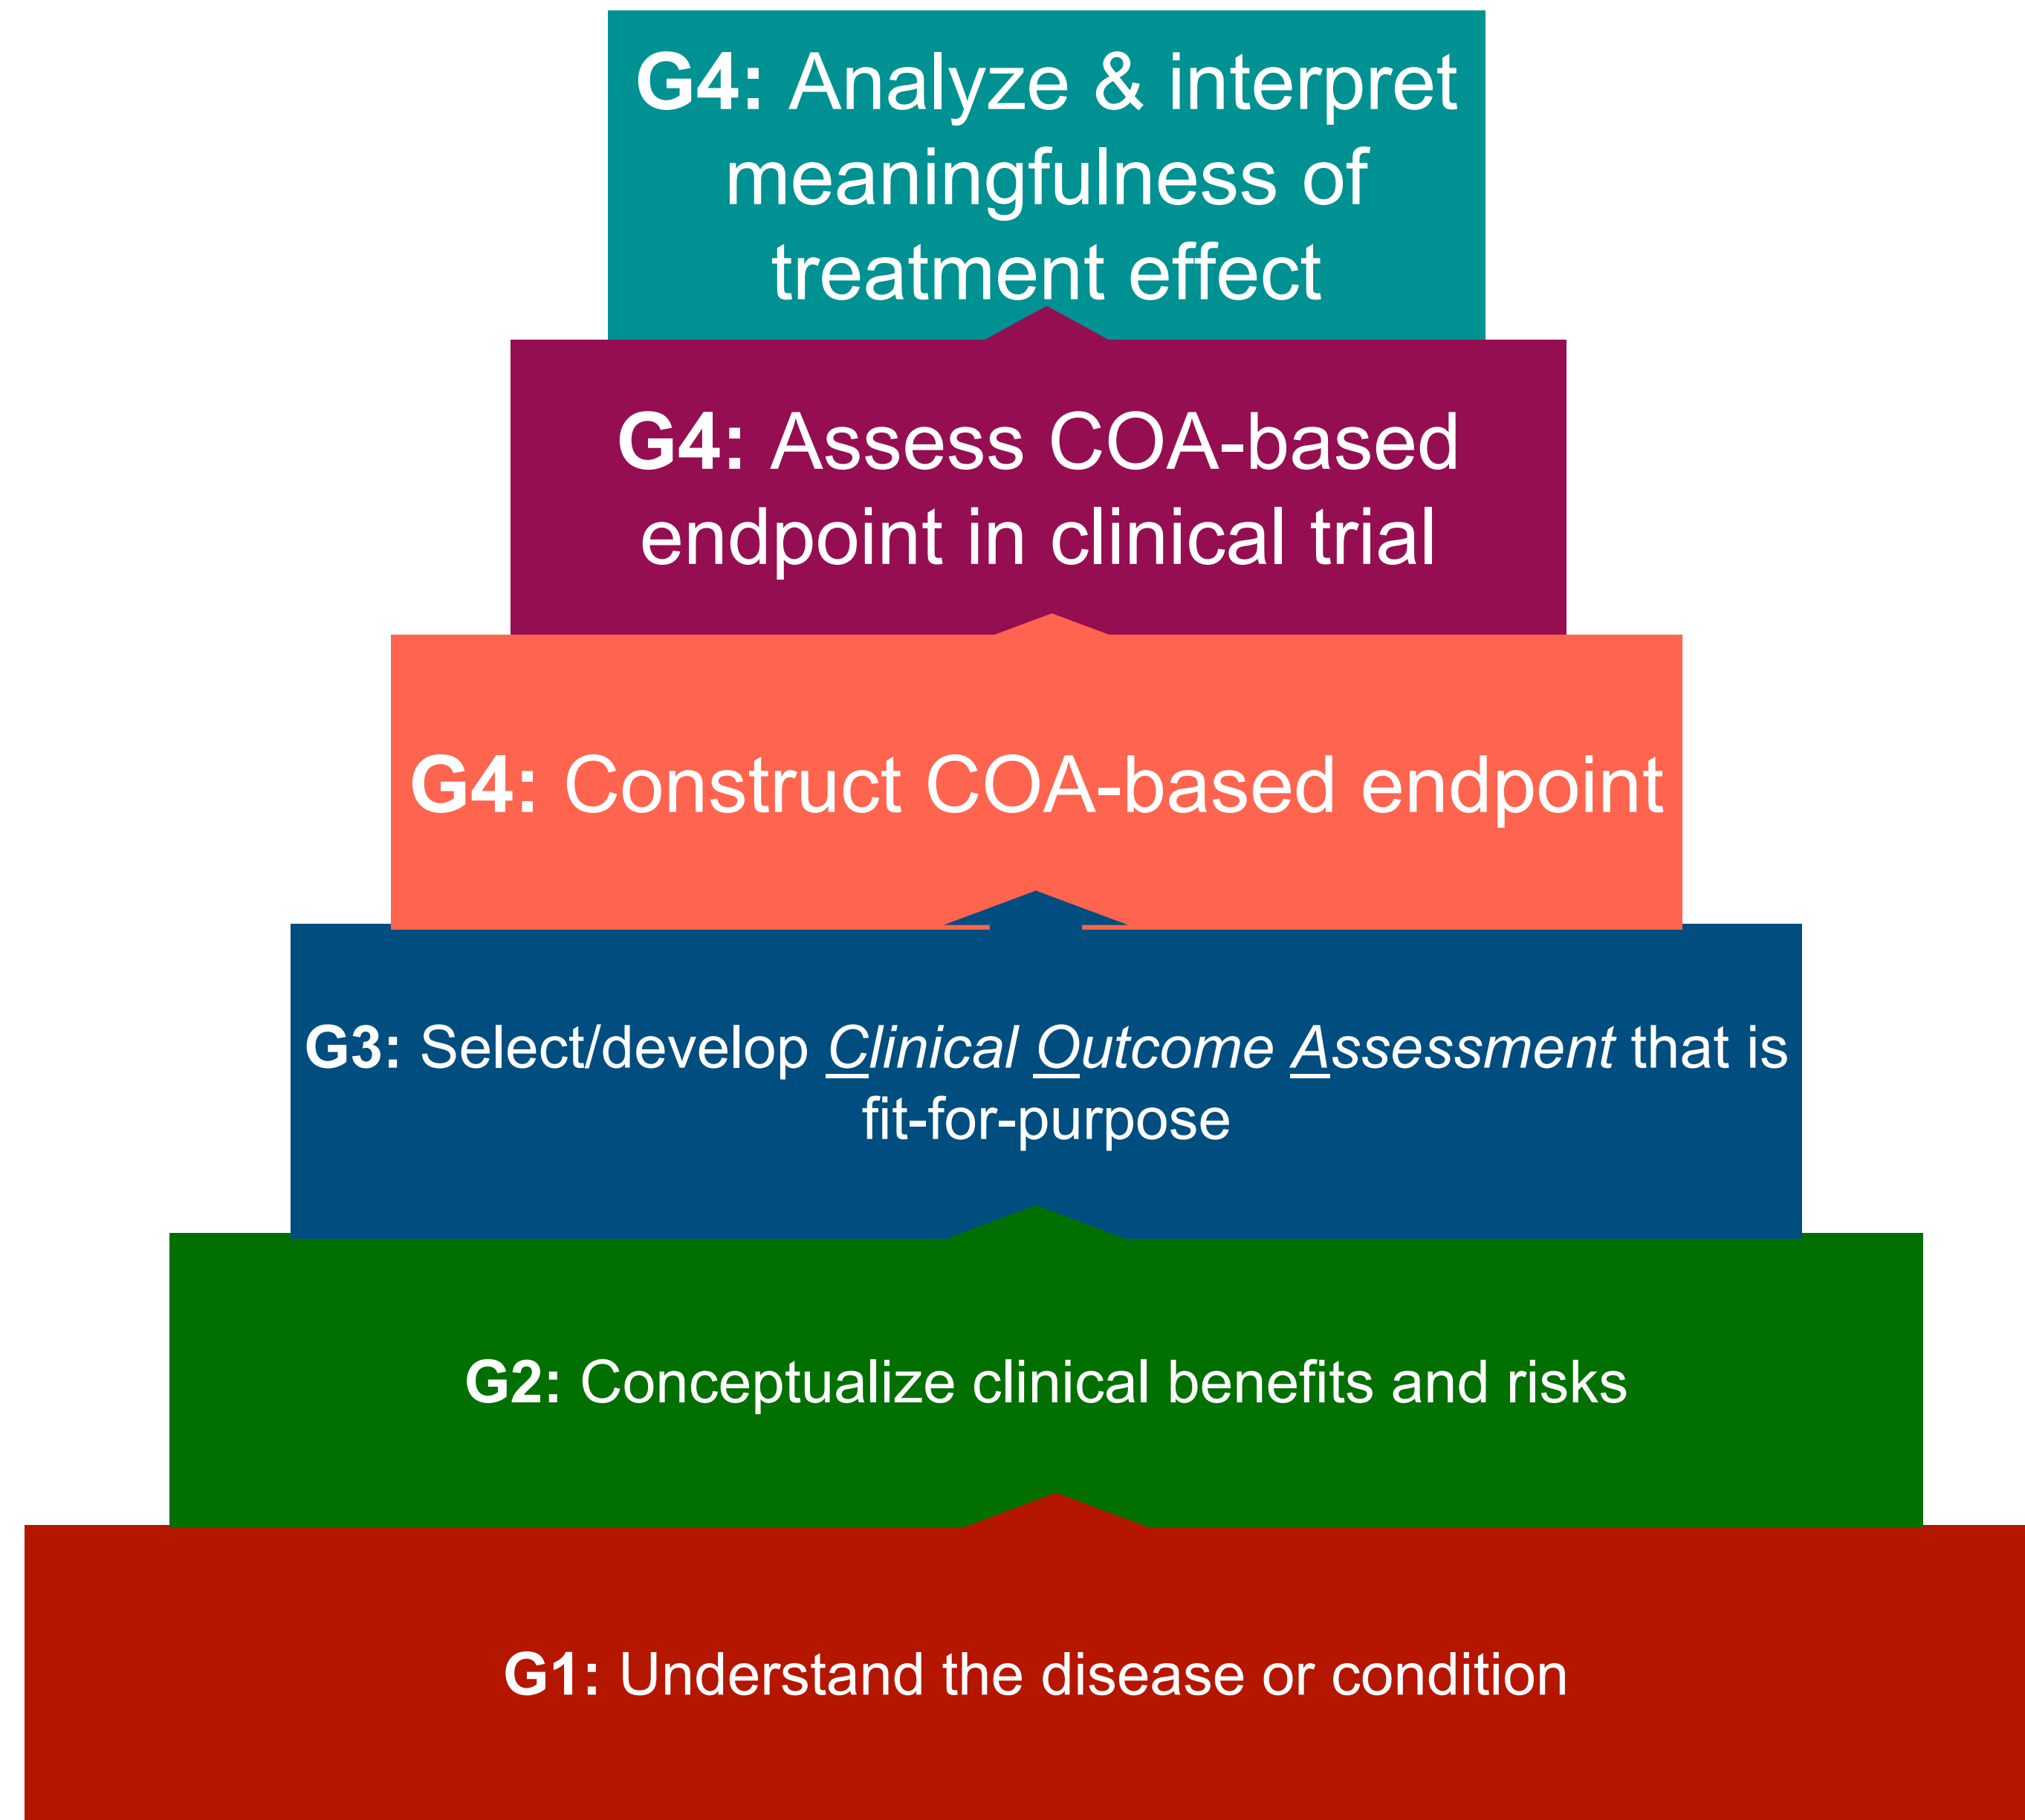 G4: Analyze & interpret
meaningfulness of
treatment effect
G4: Assess COA-based
endpoint in clinical trial
G4: Construct COA-based endpoint
G3: Select/develop Clinical Outcome Assessment that is
fit-for-purpose
G2: Conceptualize clinical benefits and risks
G1: Understand the disease or condition